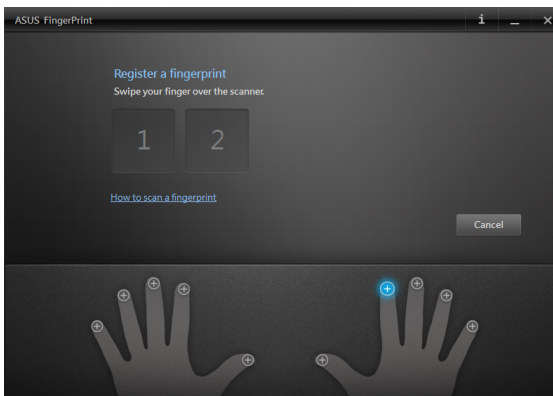 ASUS FingerPrint
Register a fingerprint
Swipe your finger over the scanner.
1 2
How to scan a fingerprint
Cancel